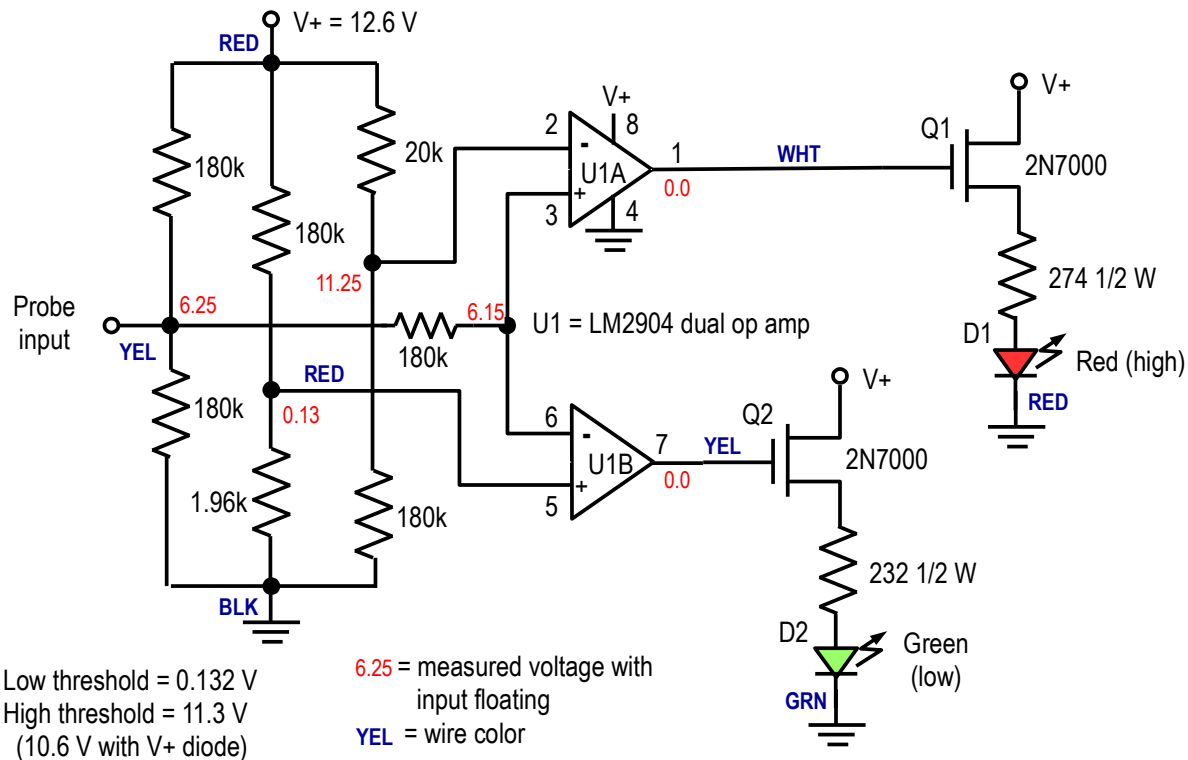 V+ = 12.6 V
RED
180k
20k
180k
2
-
V+
8
U1A
1
WHT
0.0
3
+
4
Q1
V+
2N7000
11.25
274 1/2 W
Probe
input
6.25
YEL
180k
6.15
U1 = LM2904 dual op amp
D1
Red (high)
RED
180k
RED
0.13
6
-
U1B
7
YEL
0.0
5
+
Q2
V+
2N7000
1.96k
180k
232 1/2 W
BLK
D2
Green
(low)
GRN
Low threshold = 0.132 V
High threshold = 11.3 V
(10.6 V with V+ diode)
6.25 = measured voltage with
input floating
YEL = wire color